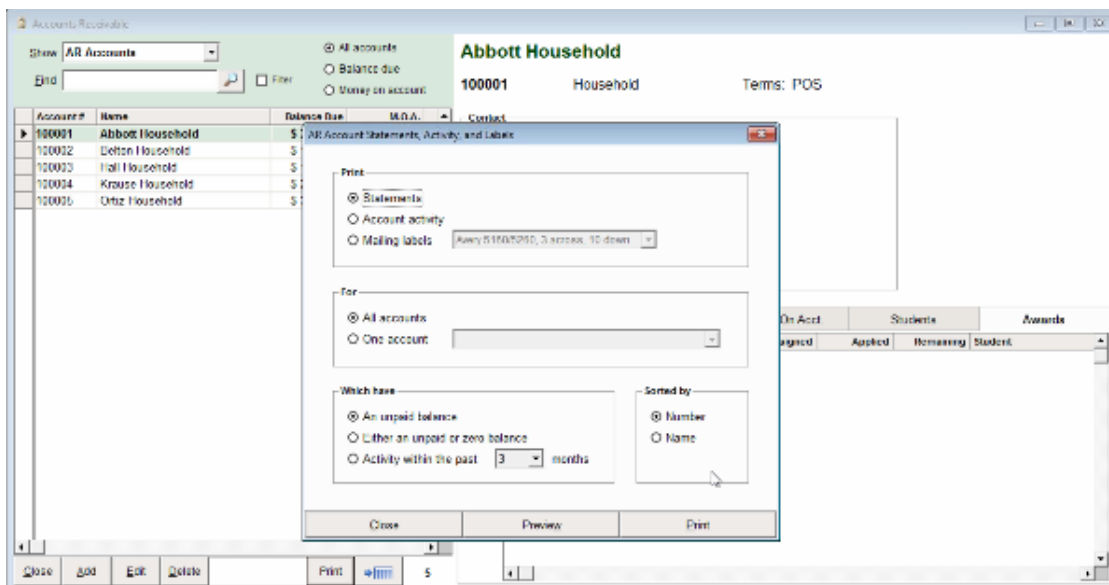 Accounts Receivable
Show AR Accounts
All accounts
Balance due
Money on account
Find
Filter
Abbott Household
100001 Household Terms: POS
Contact
Account # Name Balance Due M.O.A.
100001 Abbott Household $
100002 Belton Household $
100003 Hall Household $
100004 Krause Household $
100005 Ortiz Household $
AR Account Statements, Activity, and Labels
Print
Statements
Account activity
Mailing labels Avery 5160/5260, 3 across, 10 down
For
All accounts
One account
Which have
An unpaid balance
Either an unpaid or zero balance
Activity within the past 3 months
Sorted by
Number
Name
Close Preview Print
On Acct Students Awards
signed Applied Remaining Student
Close Add Edit Delete Print 5